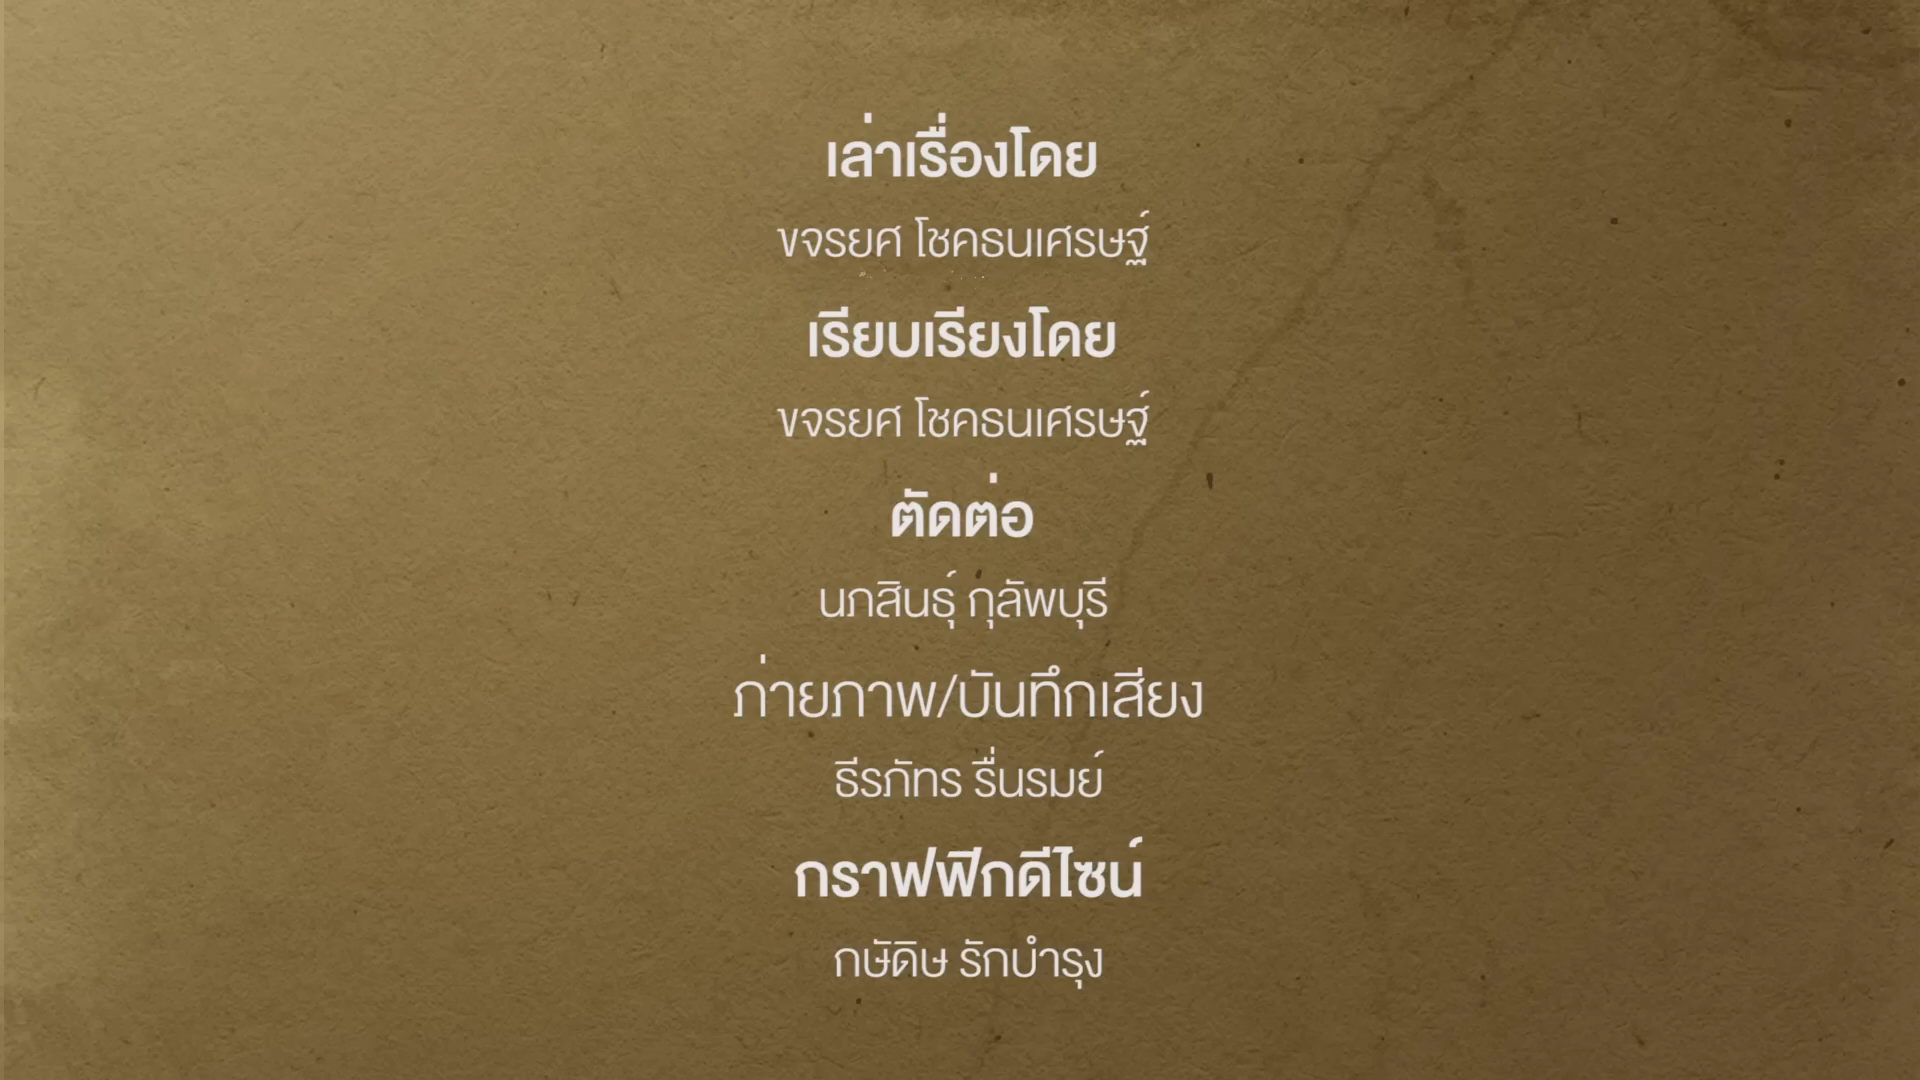 เล่าเรื่องโดย
ขจรยศ โชคธนเศรษฐ์
เรียบเรียงโดย
ขจรยศ โชคธนเศรษฐ์
ตัดต่อ
นภสินธุ์ กุลัพบุรี
ถ่ายภาพ/บันทึกเสียง
ธีรภัทร รื่นรมย์
กราฟฟิกดีไซน์
กษัดิษ รักบำรุง